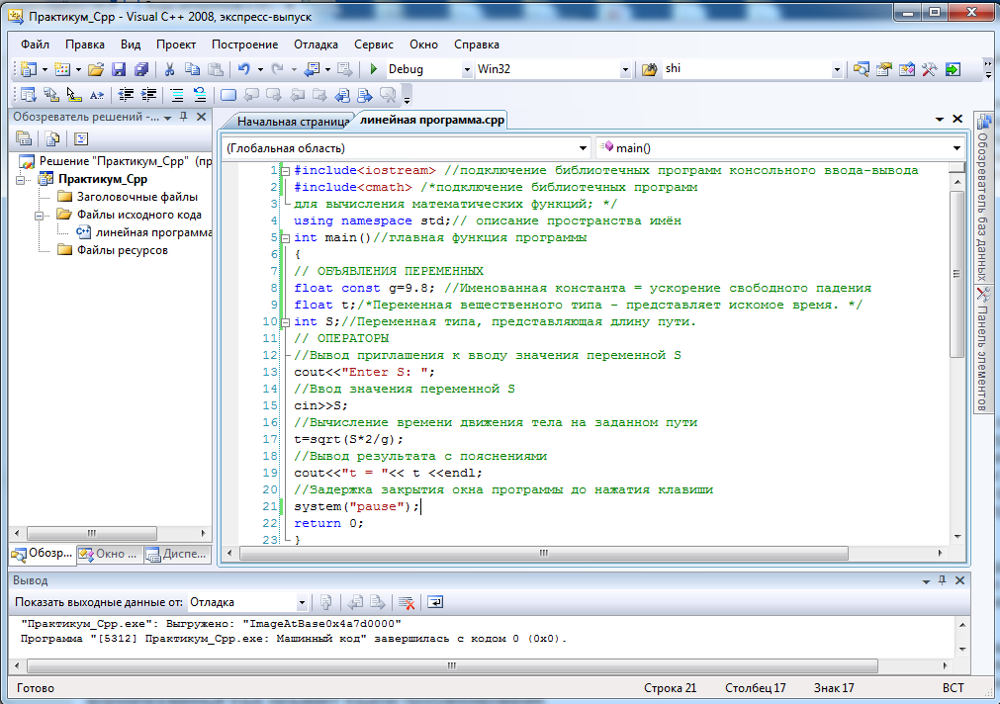 Практикум_Cpp - Visual C++ 2008, экспресс-выпуск
Файл Правка Вид Проект Построение Отладка Сервис Окно Справка
Debug Win32 shi
Обозреватель решений -...
Начальная страница линейная программа.cpp
(Глобальная область) main()
Решение "Практикум_Cpp" (пр
Практикум_Cpp
Заголовочные файлы
Файлы исходного кода
линейная программа
Файлы ресурсов
1 #include<iostream> //подключение библиотечных программ консольного ввода-вывода
2 #include<cmath> /*подключение библиотечных программ
3 для вычисления математических функций; */
4 using namespace std;// описание пространства имён
5 int main()//главная функция программы
6 {
7 // ОБЪЯВЛЕНИЯ ПЕРЕМЕННЫХ
8 float const g=9.8; //Именованная константа = ускорение свободного падения
9 float t;/*Переменная вещественного типа - представляет искомое время. */
10 int S;//Переменная типа, представляющая длину пути.
11 // ОПЕРАТОРЫ
12 //Вывод приглашения к вводу значения переменной S
13 cout<<"Enter S: ";
14 //Ввод значения переменной S
15 cin>>S;
16 //Вычисление времени движения тела на заданном пути
17 t=sqrt(S*2/g);
18 //Вывод результата с пояснениями
19 cout<<"t = "<< t <<endl;
20 //Задержка закрытия окна программы до нажатия клавиши
21 system("pause");
22 return 0;
23 }
Обозреватель баз данных
Панель элементов
Обозр... Окно ... Диспе...
Вывод
Показать выходные данные от: Отладка
"Практикум_Cpp.exe": Выгружено: "ImageAtBase0x4a7d0000"
Программа "[5312] Практикум_Cpp.exe: Машинный код" завершилась с кодом 0 (0x0).
Готово Строка 21 Столбец 17 Знак 17 ВСТ